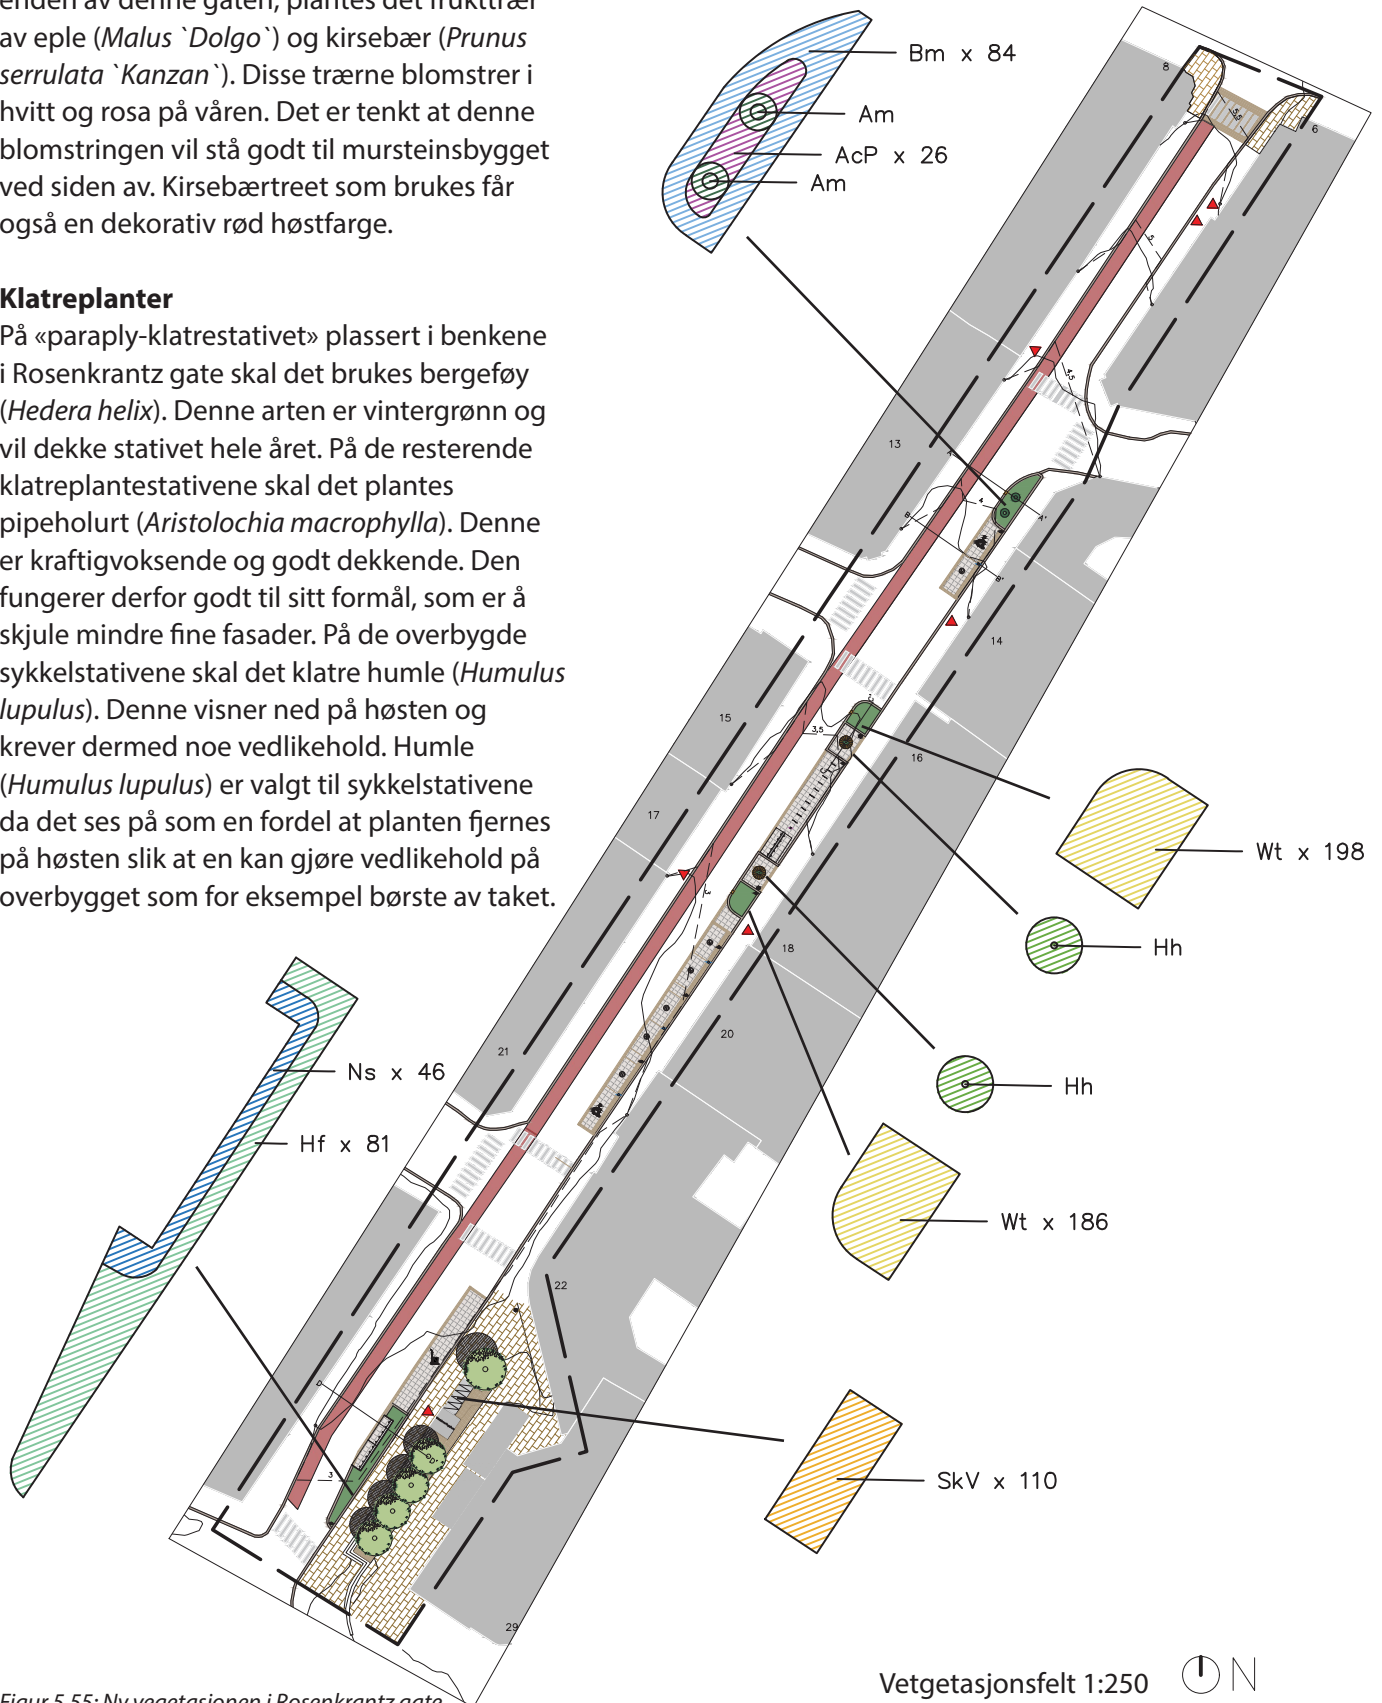 enden av denne gaten, plantes det frukttrær
av eple (Malus `Dolgo`) og kirsebær (Prunus
serrulata `Kanzan`). Disse trærne blomstrer i
hvitt og rosa på våren. Det er tenkt at denne
blomstringen vil stå godt til mursteinsbygget
ved siden av. Kirsebærtreet som brukes får
også en dekorativ rød høstfarge.
Klatreplanter
På «paraply-klatrestativet» plassert i benkene
i Rosenkrantz gate skal det brukes bergeføy
(Hedera helix). Denne arten er vintergrønn og
vil dekke stativet hele året. På de resterende
klatreplantestativene skal det plantes
pipeholurt (Aristolochia macrophylla). Denne
er kraftigvoksende og godt dekkende. Den
fungerer derfor godt til sitt formål, som er å
skjule mindre fine fasader. På de overbygde
sykkelstativene skal det klatre humle (Humulus
lupulus). Denne visner ned på høsten og
krever dermed noe vedlikehold. Humle
(Humulus lupulus) er valgt til sykkelstativene
da det ses på som en fordel at planten fjernes
på høsten slik at en kan gjøre vedlikehold på
overbygget som for eksempel børste av taket.
Bm x 84
Am
AcP x 26
Am
8
6
5,5
5
4,5
13
A
4
A'
B
B'
14
15
3,5
16
17
3
18
20
21
22
29
3
D
Wt x 198
Hh
Hh
Wt x 186
SkV x 110
Ns x 46
Hf x 81
Vetgetasjonsfelt 1:250
N
Figur 5.55: Ny vegetasjonen i Rosenkrantz gate